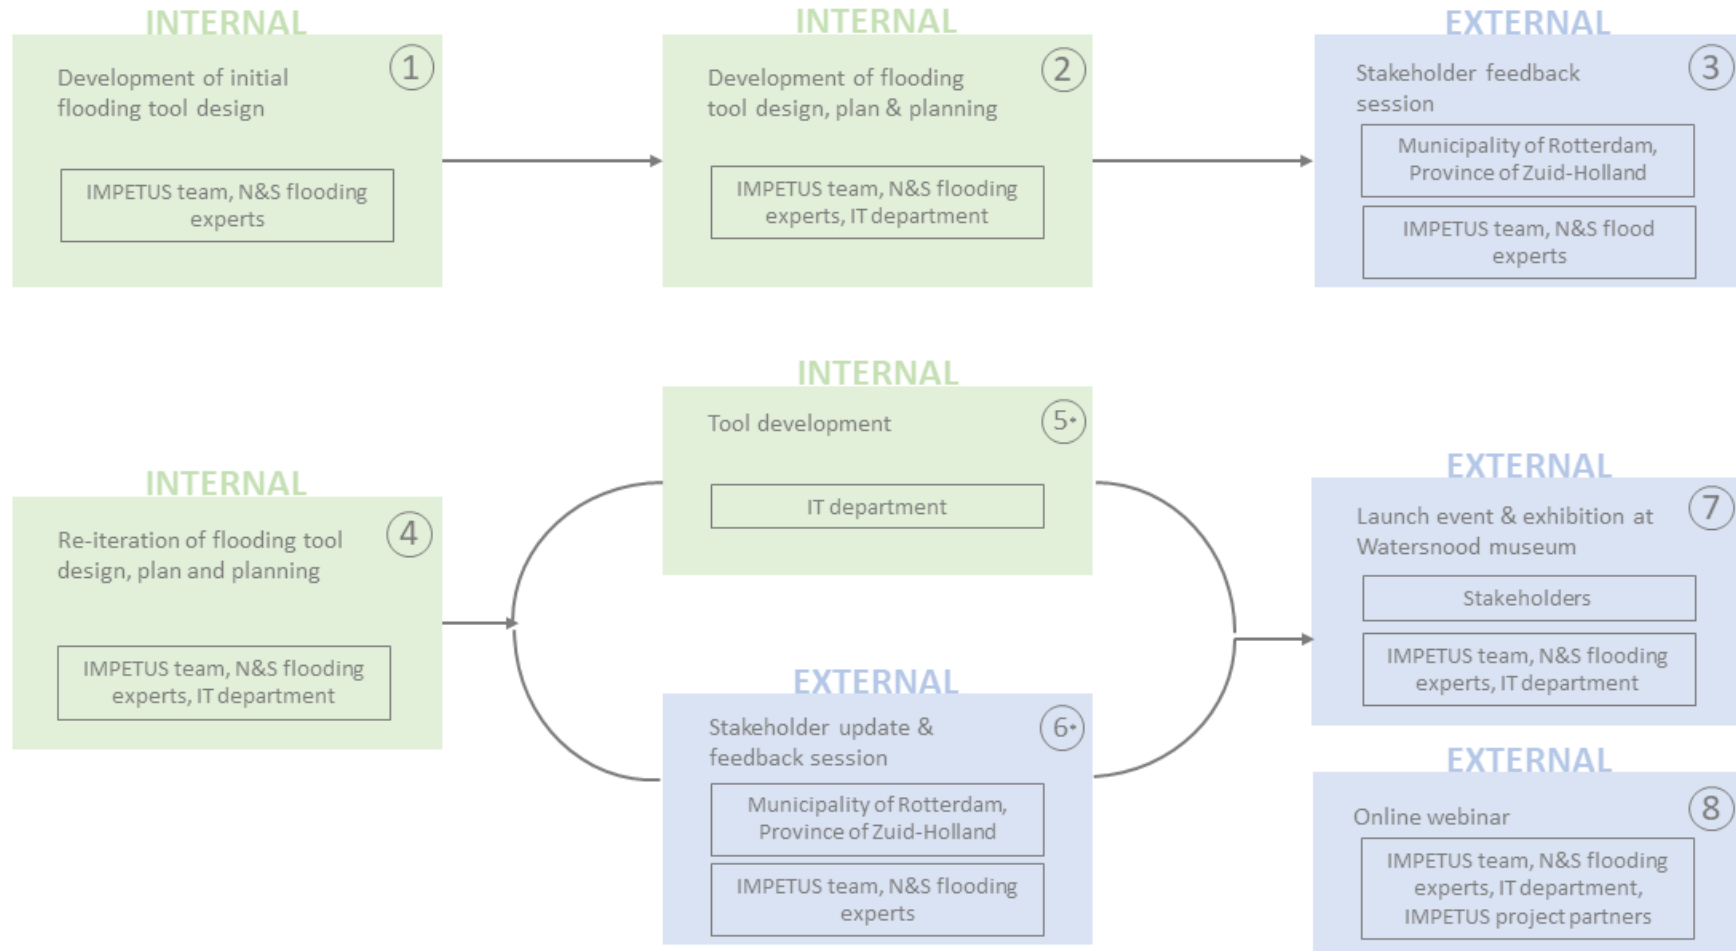 INTERNAL
1
Development of initial
flooding tool design
IMPETUS team, N&S flooding
experts
INTERNAL
2
Development of flooding
tool design, plan & planning
IMPETUS team, N&S flooding
experts, IT department
EXTERNAL
3
Stakeholder feedback
session
Municipality of Rotterdam,
Province of Zuid-Holland
IMPETUS team, N&S flood
experts
INTERNAL
4
Re-iteration of flooding tool
design, plan and planning
IMPETUS team, N&S flooding
experts, IT department
INTERNAL
5*
Tool development
IT department
EXTERNAL
6*
Stakeholder update &
feedback session
Municipality of Rotterdam,
Province of Zuid-Holland
IMPETUS team, N&S flooding
experts
EXTERNAL
7
Launch event & exhibition at
Watersnood museum
Stakeholders
IMPETUS team, N&S flooding
experts, IT department
EXTERNAL
8
Online webinar
IMPETUS team, N&S flooding
experts, IT department,
IMPETUS project partners